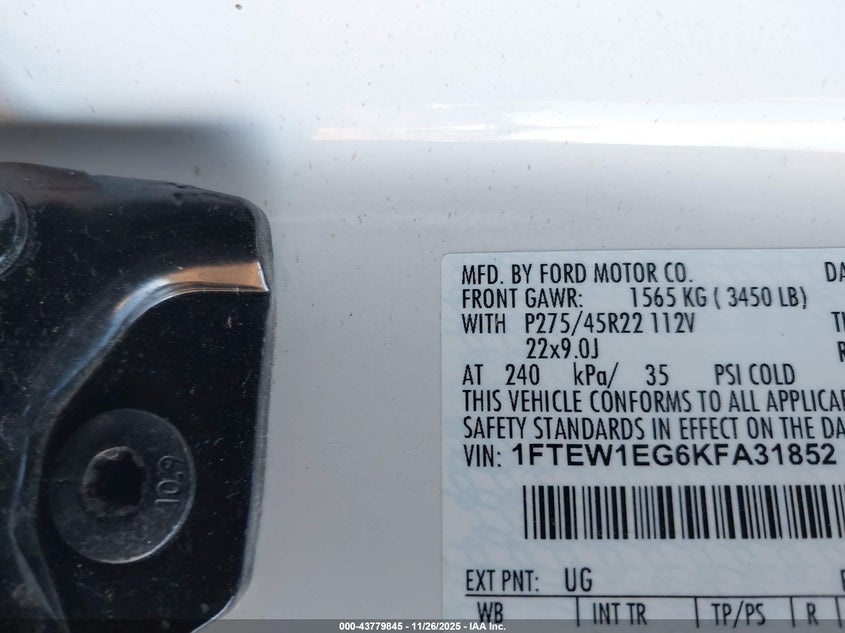 MFD. BY FORD MOTOR CO. DA
FRONT GAWR: 1565 KG ( 3450 LB)
WITH P275/45R22 112V
22x9.0J
AT 240 kPa/ 35 PSI COLD
THIS VEHICLE CONFORMS TO ALL APPLICA
SAFETY STANDARDS IN EFFECT ON THE DA
VIN: 1FTEW1EG6KFA31852
EXT PNT: UG
WB INT TR TP/PS R
10.9
000-43779845 - 11/26/2025 - IAA Inc.